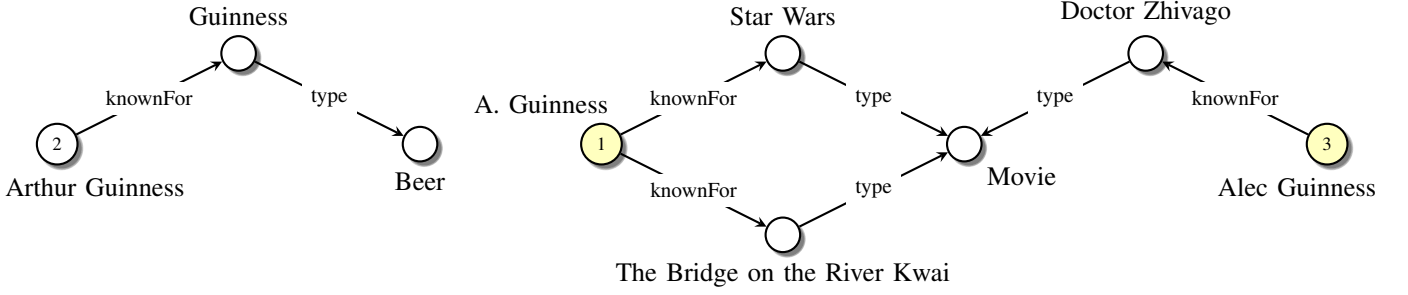 Guinness
knownFor
type
2
Arthur Guinness
Beer
Star Wars
A. Guinness
knownFor
type
1
knownFor
type
The Bridge on the River Kwai
Movie
Doctor Zhivago
type
knownFor
3
Alec Guinness